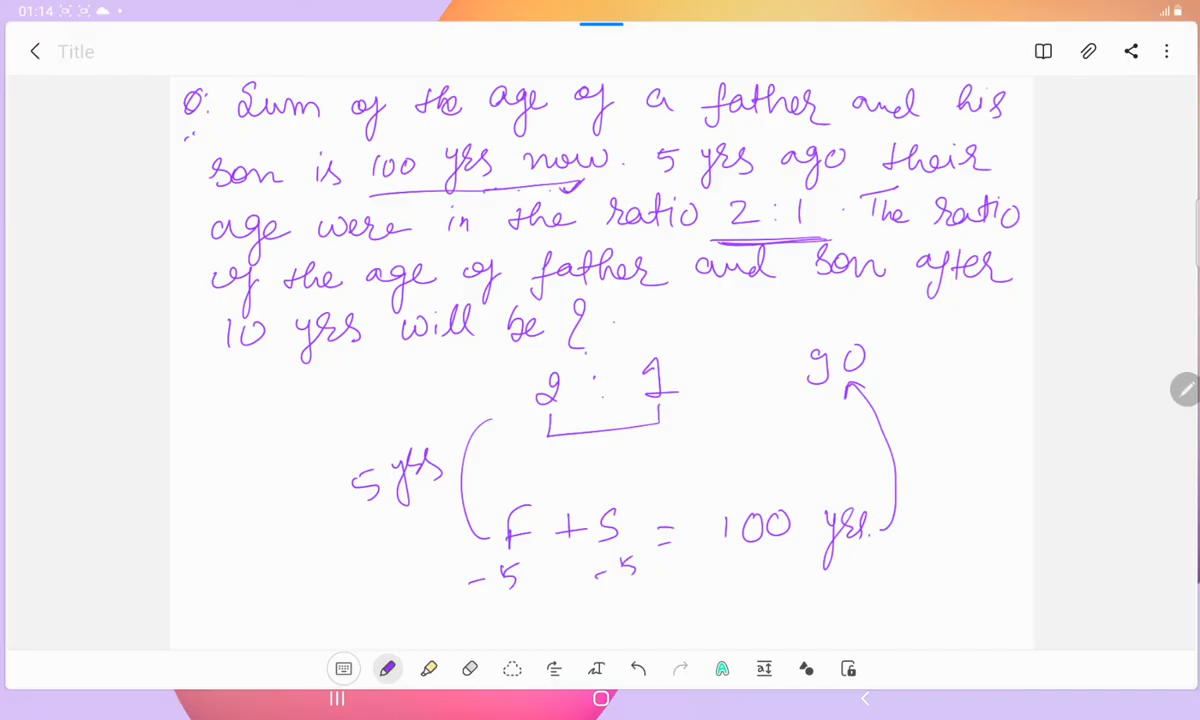 01:14
Title
Q: Sum of the age of a father and his
son is 100 yrs now. 5 yrs ago their
age were in the ratio 2:1. The ratio
of the age of father and son after
10 yrs will be ?
2 : 1
90
5 yrs
F + S = 100 yrs.
-5 -5